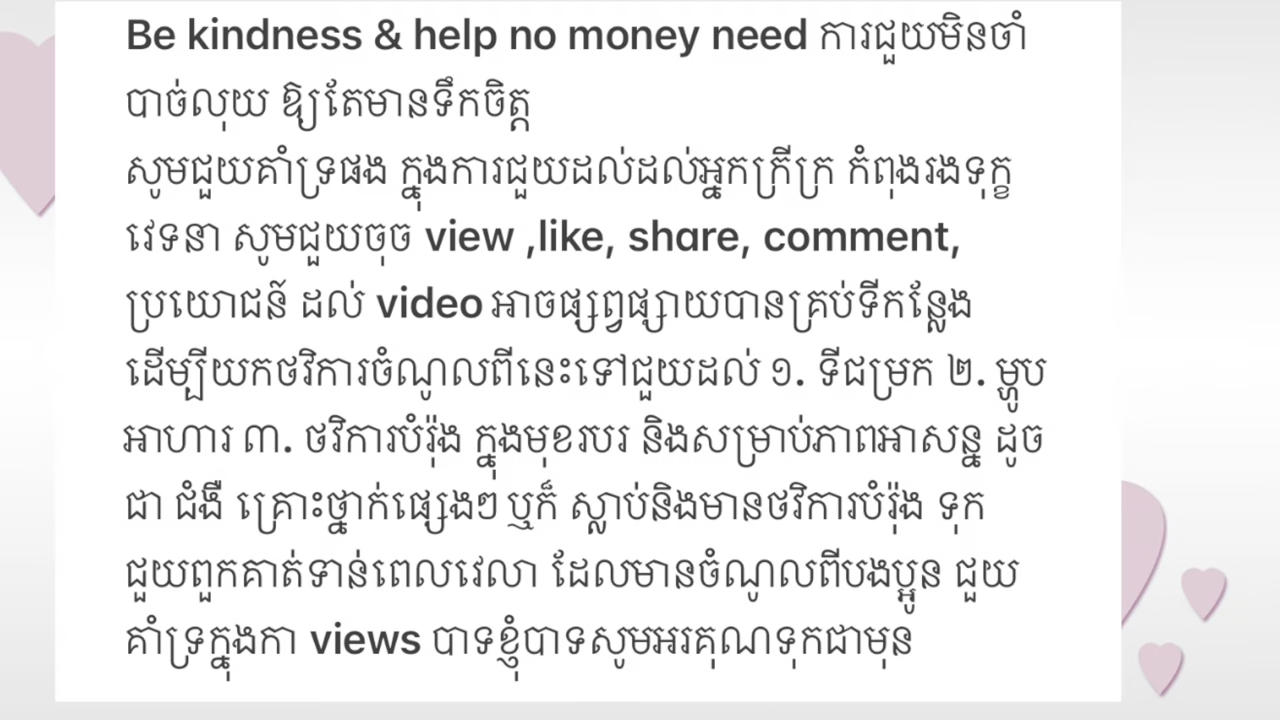 Be kindness & help no money need ការជួយមិនចាំ
បាច់លុយ ឱ្យតែមានទឹកចិត្ត
សូមជួយគាំទ្រផង ក្នុងការជួយដល់ដល់អ្នកក្រីក្រ កំពុងរងទុក្ខ
វេទនា សូមជួយចុច view ,like, share, comment,
ប្រយោជន៍ ដល់ video អាចផ្សព្វផ្សាយបានគ្រប់ទីកន្លែង
ដើម្បីយកថវិការចំណូលពីនេះទៅជួយដល់ ១. ទីជម្រក ២. ម្ហូប
អាហារ ៣. ថវិការបំរ៉ុង ក្នុងមុខរបរ និងសម្រាប់ភាពអាសន្ន ដូច
ជា ជំងឺ គ្រោះថ្នាក់ផ្សេងៗ ឬក៏ ស្លាប់និងមានថវិការបំរ៉ុង ទុក
ជួយពួកគាត់ទាន់ពេលវេលា ដែលមានចំណូលពីបងប្អូន ជួយ
គាំទ្រក្នុងកា views បាទខ្ញុំបាទសូមអរគុណទុកជាមុន